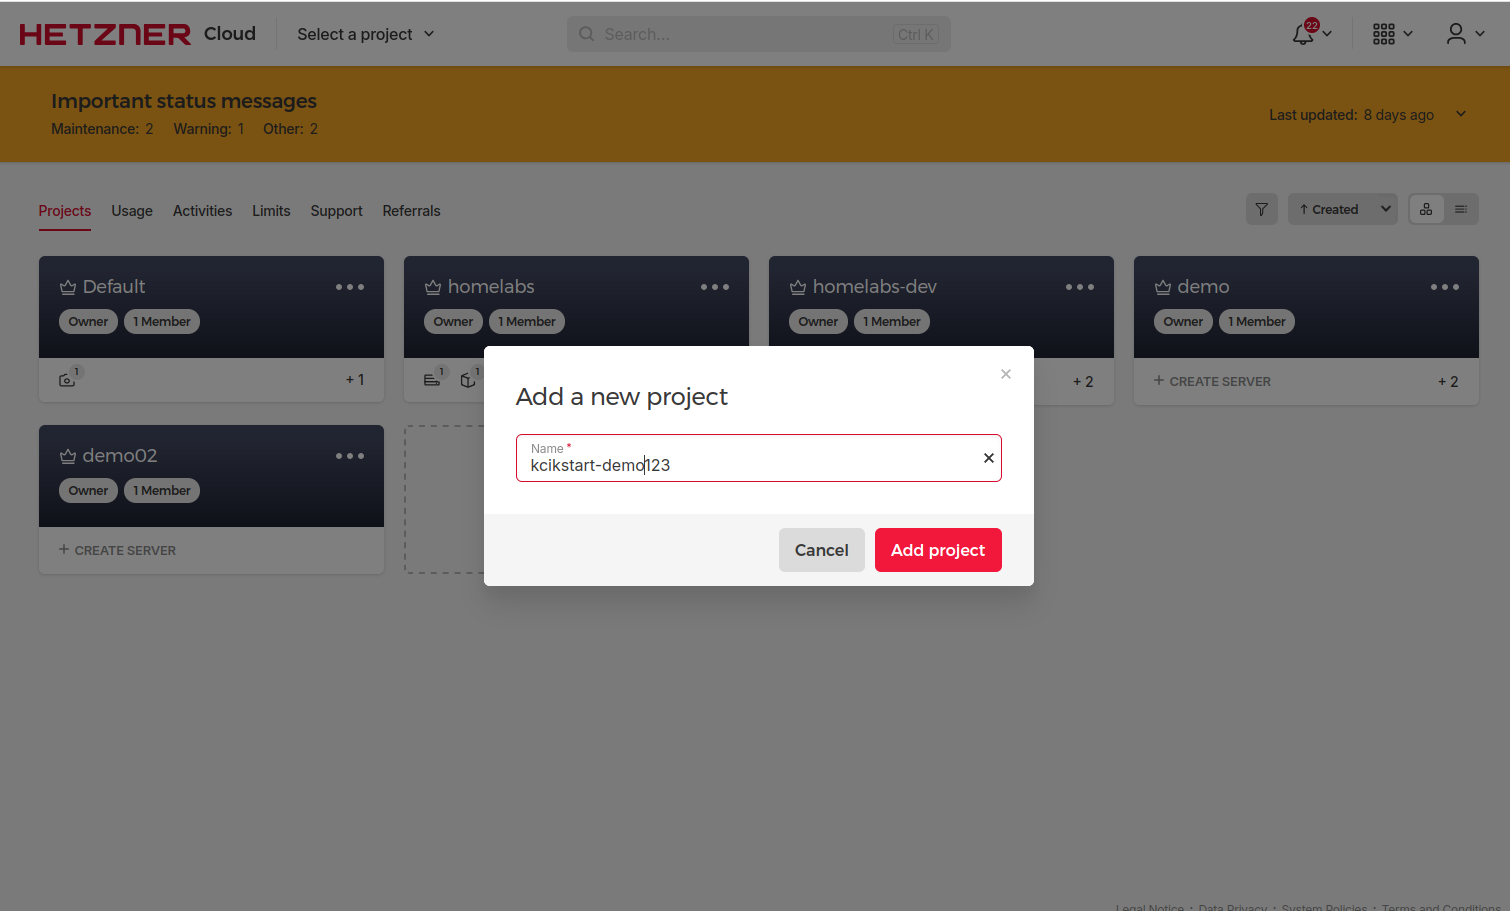 HETZNER Cloud Select a project Search... Ctrl K 22
Important status messages
Maintenance: 2 Warning: 1 Other: 2
Last updated: 8 days ago
Projects Usage Activities Limits Support Referrals
↑ Created
Default
Owner 1 Member
1
+ 1
homelabs
Owner 1 Member
1 1
homelabs-dev
Owner 1 Member
+ 2
demo
Owner 1 Member
+ CREATE SERVER + 2
demo02
Owner 1 Member
+ CREATE SERVER
Add a new project
Name *
kcikstart-demo123
Cancel Add project
Legal Notice · Data Privacy · System Policies · Terms and Conditions